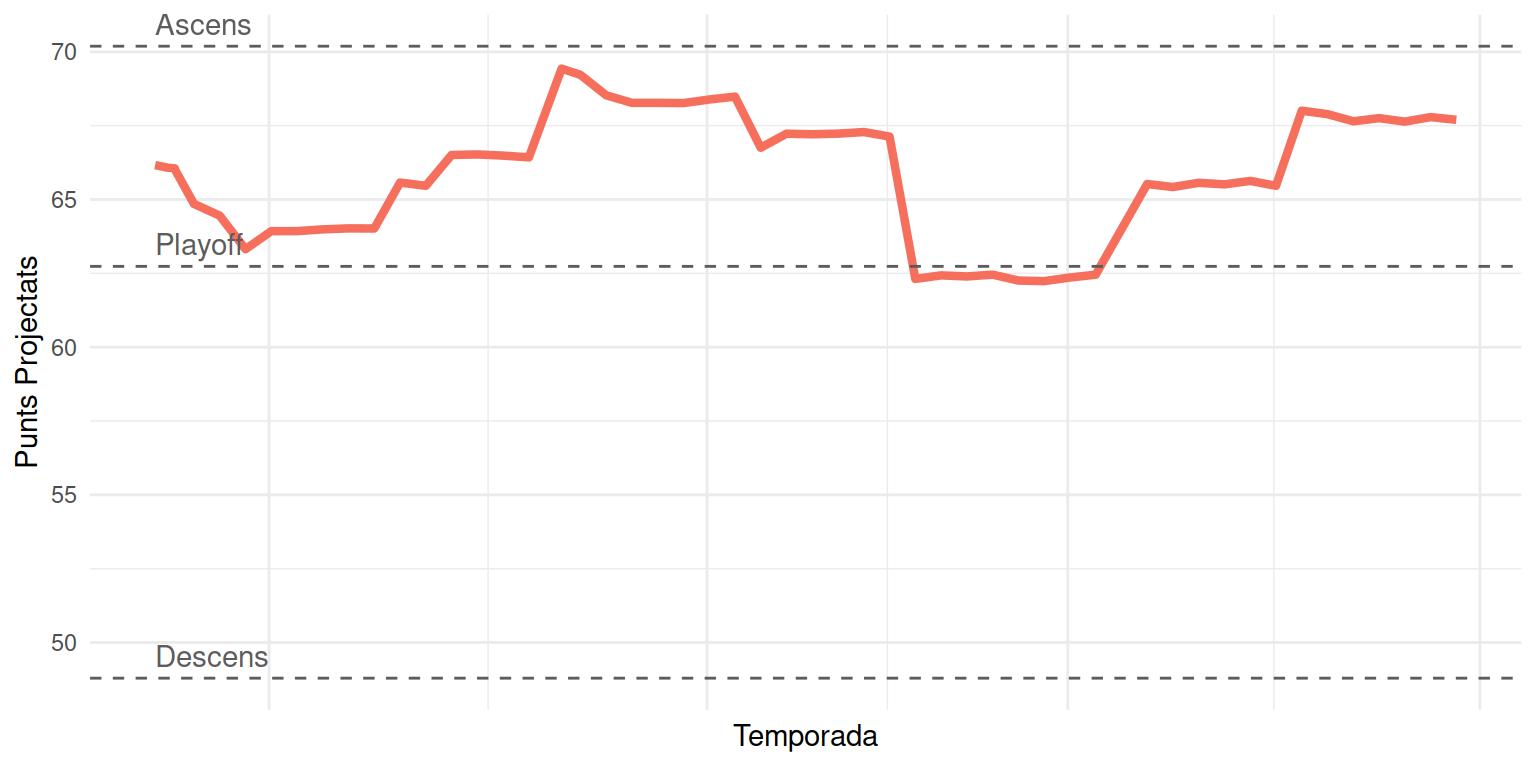 Ascens
70
65
Playoff
60
55
50
Descens
Punts Projectats
Temporada